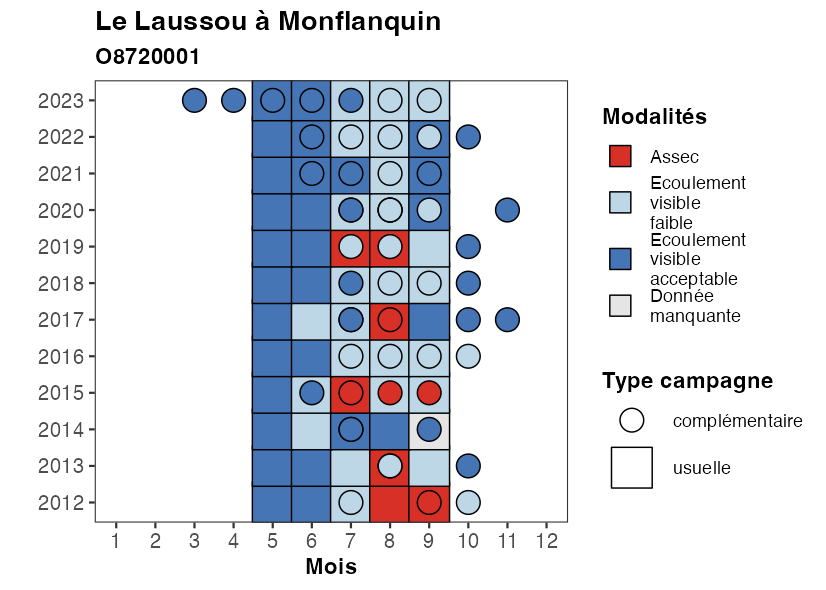 Le Laussou à Monflanquin
O8720001
2023
2022
2021
2020
2019
2018
2017
2016
2015
2014
2013
2012
1 2 3 4 5 6 7 8 9 10 11 12
Mois
Modalités
Assec
Ecoulement
visible
faible
Ecoulement
visible
acceptable
Donnée
manquante
Type campagne
complémentaire
usuelle